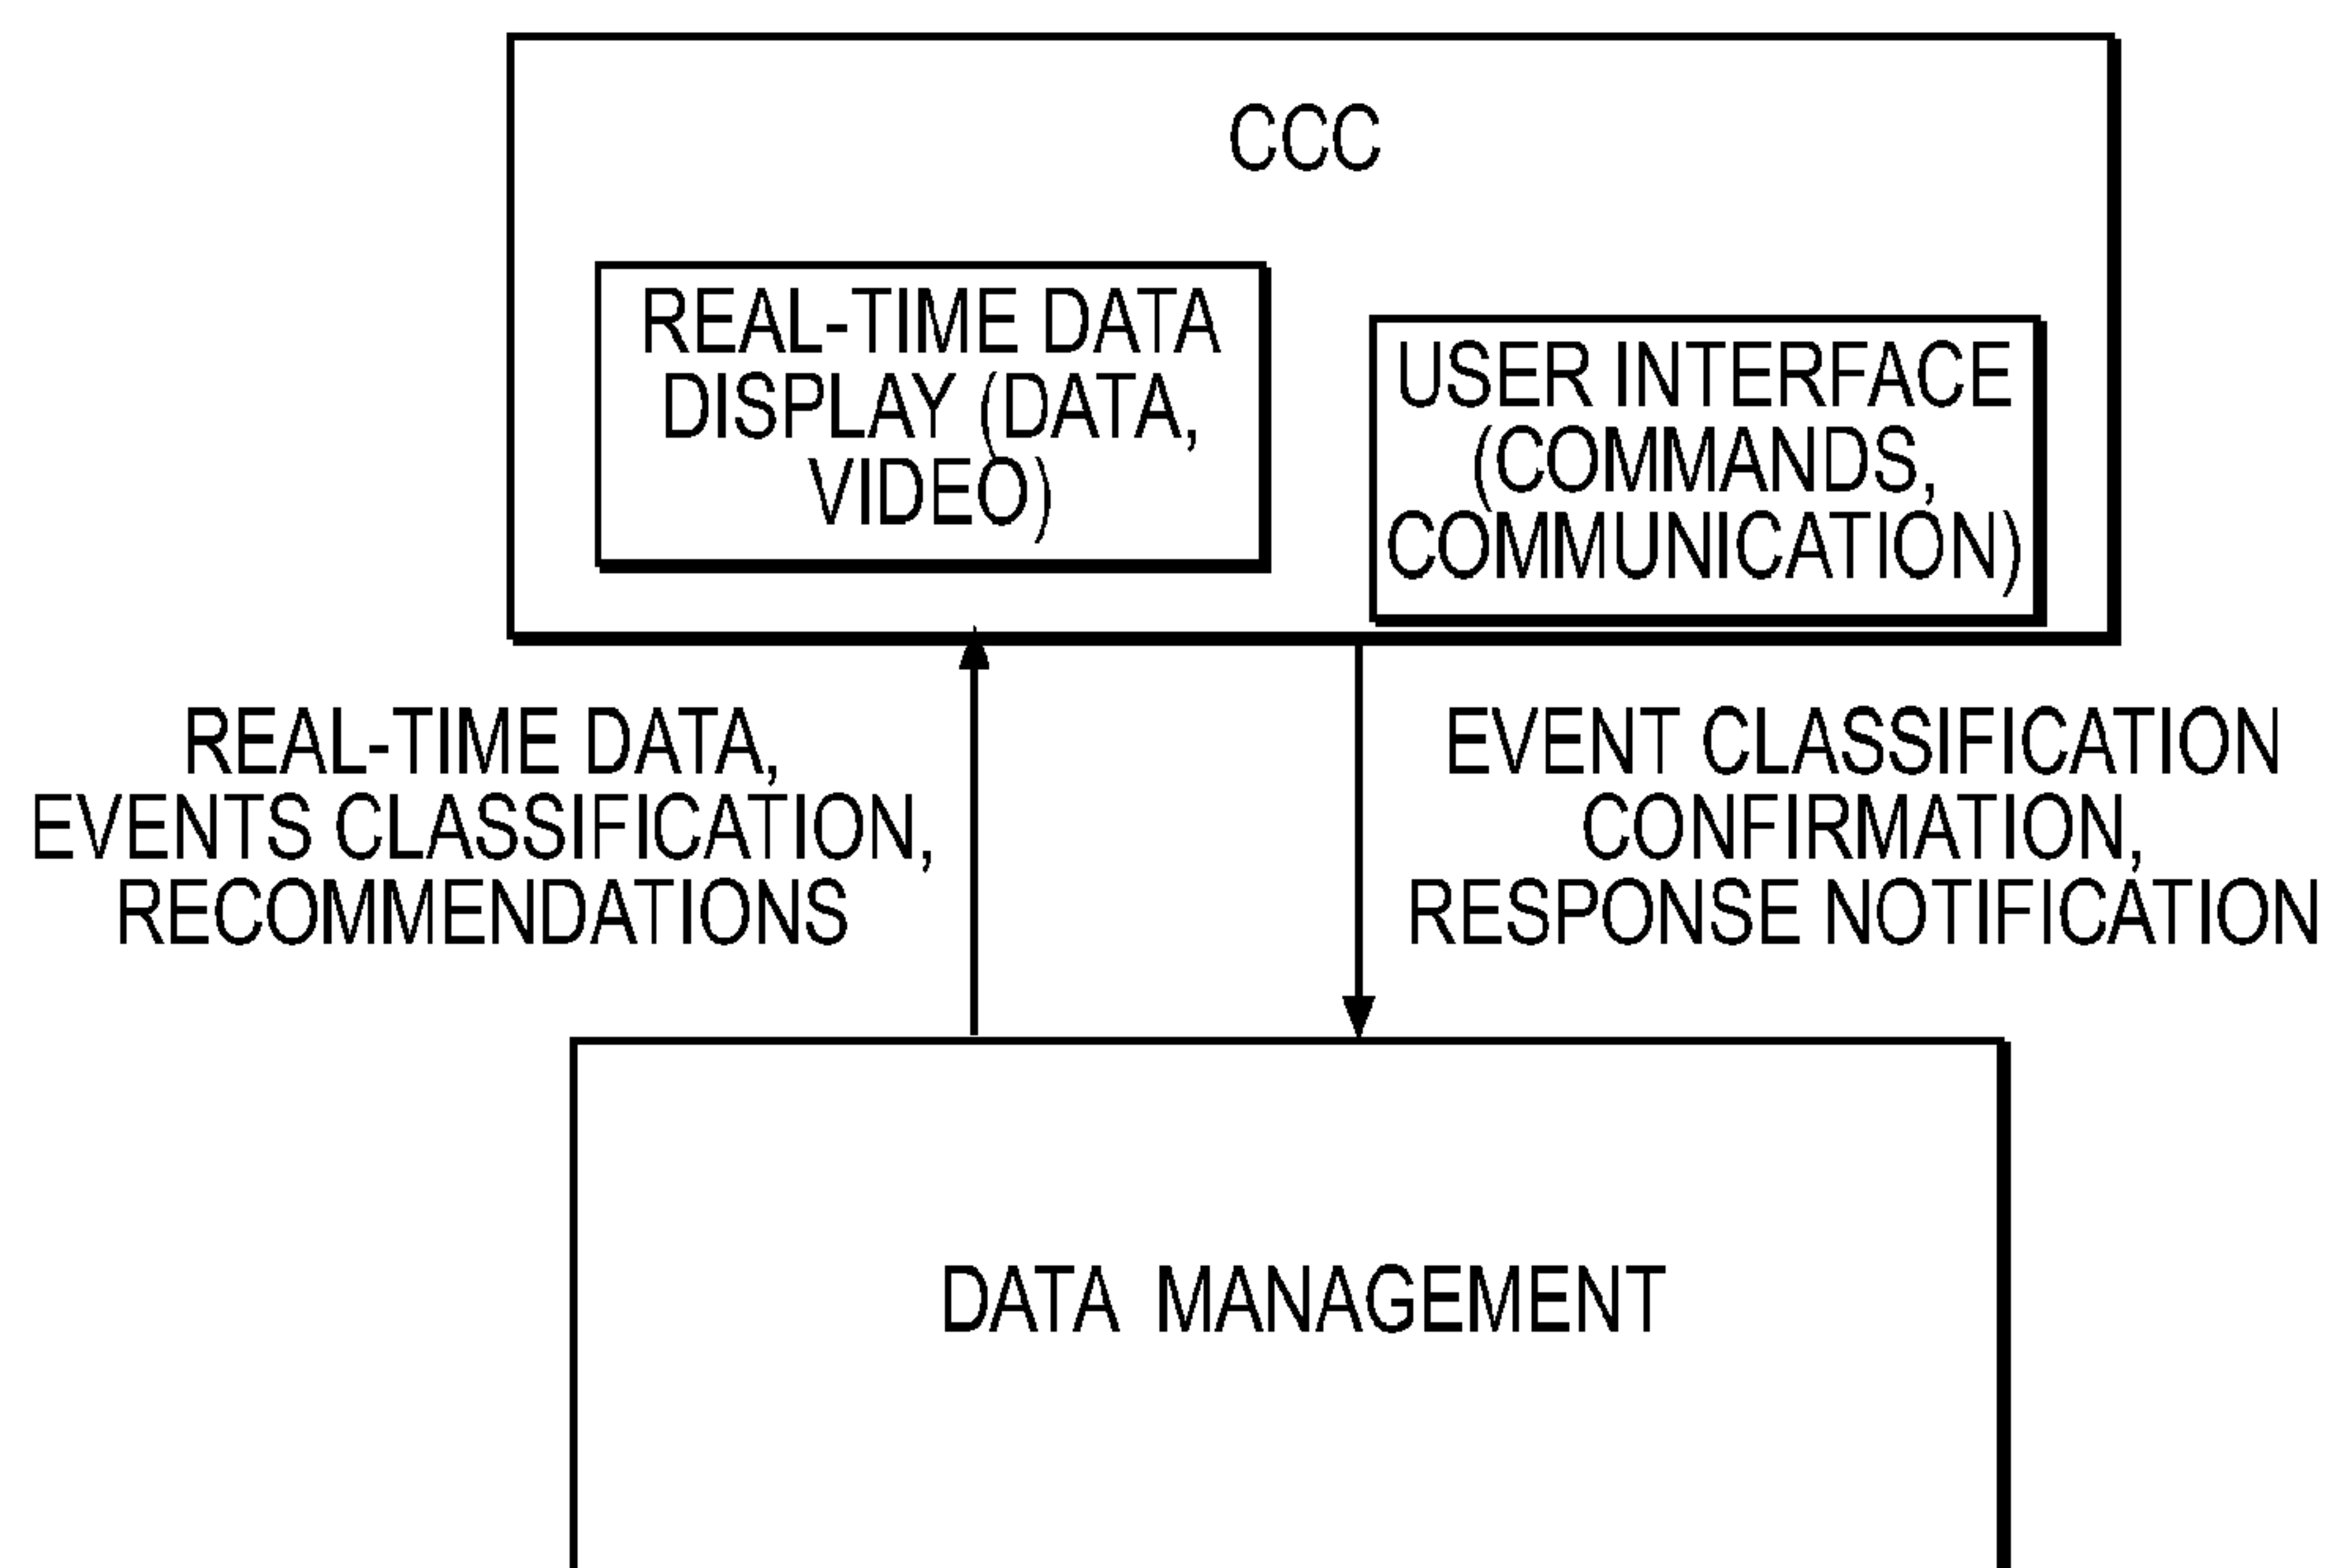 CCC
REAL-TIME DATA
DISPLAY (DATA,
VIDEO)
USER INTERFACE
(COMMANDS,
COMMUNICATION)
REAL-TIME DATA,
EVENTS CLASSIFICATION,
RECOMMENDATIONS
EVENT CLASSIFICATION
CONFIRMATION,
RESPONSE NOTIFICATION
DATA MANAGEMENT